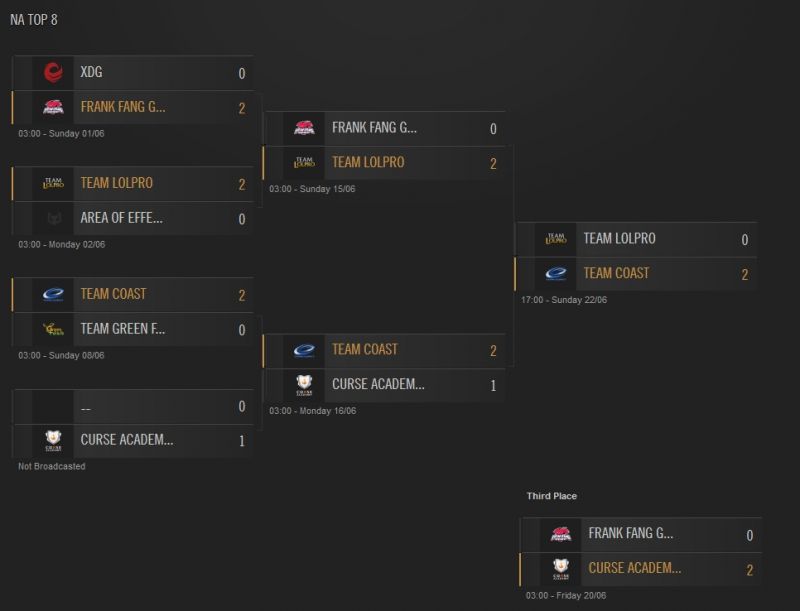 NA TOP 8
XDG 0
FRANK FANG G... 2
03:00 - Sunday 01/06
TEAM LOLPRO 2
AREA OF EFFE... 0
03:00 - Monday 02/06
TEAM COAST 2
TEAM GREEN F... 0
03:00 - Sunday 08/06
-- 0
CURSE ACADEM... 1
Not Broadcasted
FRANK FANG G... 0
TEAM LOLPRO 2
03:00 - Sunday 15/06
TEAM COAST 2
CURSE ACADEM... 1
03:00 - Monday 16/06
TEAM LOLPRO 0
TEAM COAST 2
17:00 - Sunday 22/06
Third Place
FRANK FANG G... 0
CURSE ACADEM... 2
03:00 - Friday 20/06